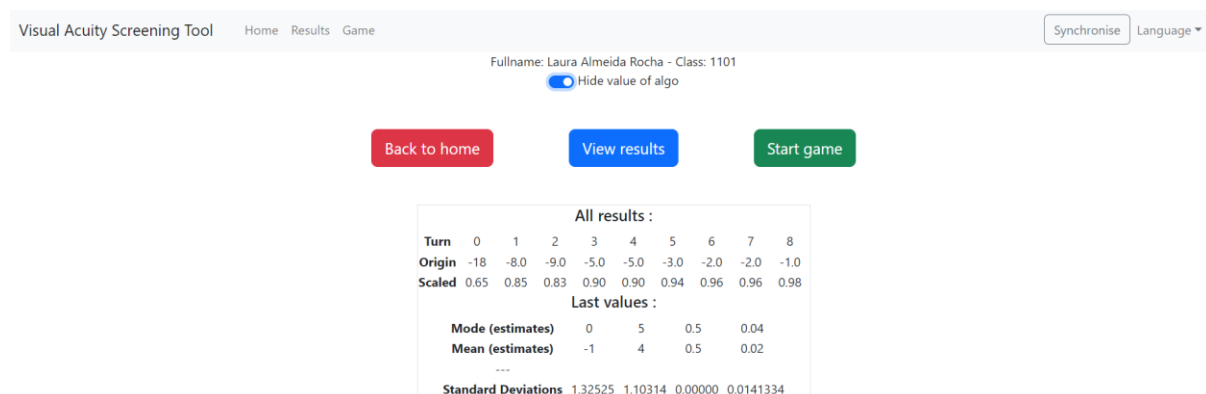 Visual Acuity Screening Tool Home Results Game Synchronise Language
Fullname: Laura Almeida Rocha - Class: 1101
Hide value of algo
Back to home View results Start game
All results :
Turn 0 1 2 3 4 5 6 7 8
Origin -18 -8.0 -9.0 -5.0 -5.0 -3.0 -2.0 -2.0 -1.0
Scaled 0.65 0.85 0.83 0.90 0.90 0.94 0.96 0.96 0.98
Last values :
Mode (estimates) 0 5 0.5 0.04
Mean (estimates) -1 4 0.5 0.02
---
Standard Deviations 1.32525 1.10314 0.00000 0.0141334